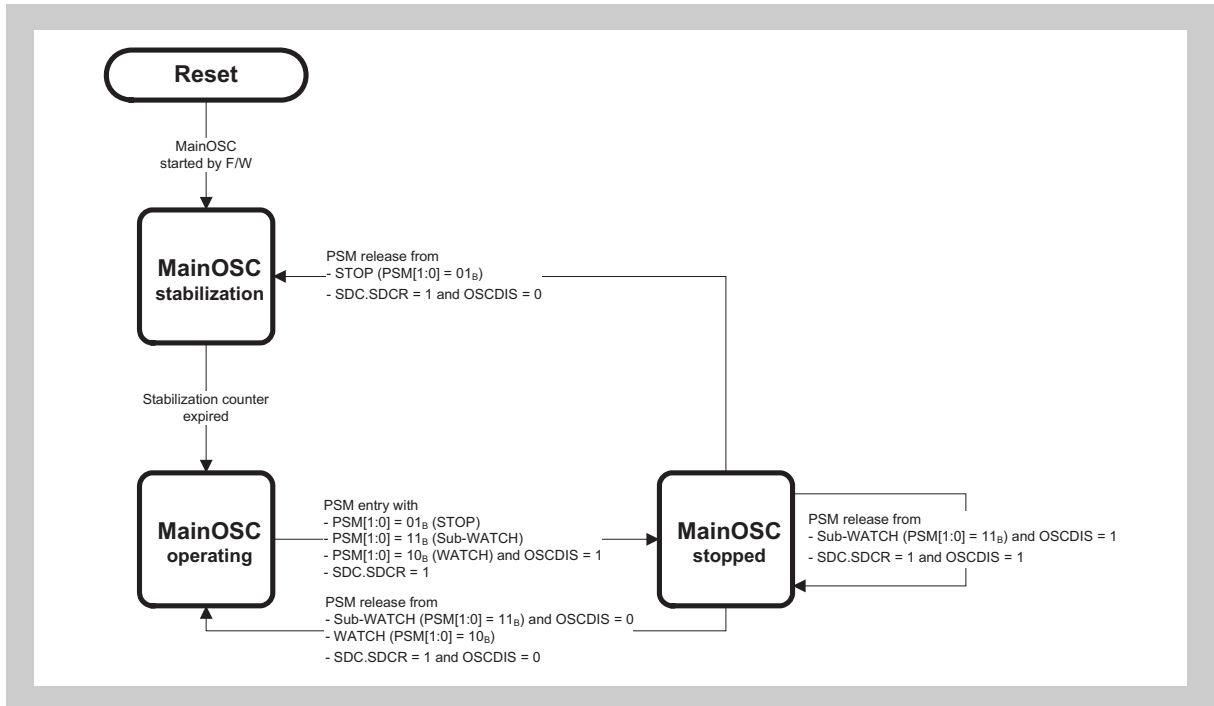 Reset
MainOSC
started by F/W
MainOSC
stabilization
PSM release from
- STOP (PSM[1:0] = 01B)
- SDC.SDCR = 1 and OSCDIS = 0
Stabilization counter
expired
MainOSC
operating
PSM entry with
- PSM[1:0] = 01B (STOP)
- PSM[1:0] = 11B (Sub-WATCH)
- PSM[1:0] = 10B (WATCH) and OSCDIS = 1
- SDC.SDCR = 1
MainOSC
stopped
PSM release from
- Sub-WATCH (PSM[1:0] = 11B) and OSCDIS = 1
- SDC.SDCR = 1 and OSCDIS = 1
PSM release from
- Sub-WATCH (PSM[1:0] = 11B) and OSCDIS = 0
- WATCH (PSM[1:0] = 10B)
- SDC.SDCR = 1 and OSCDIS = 0